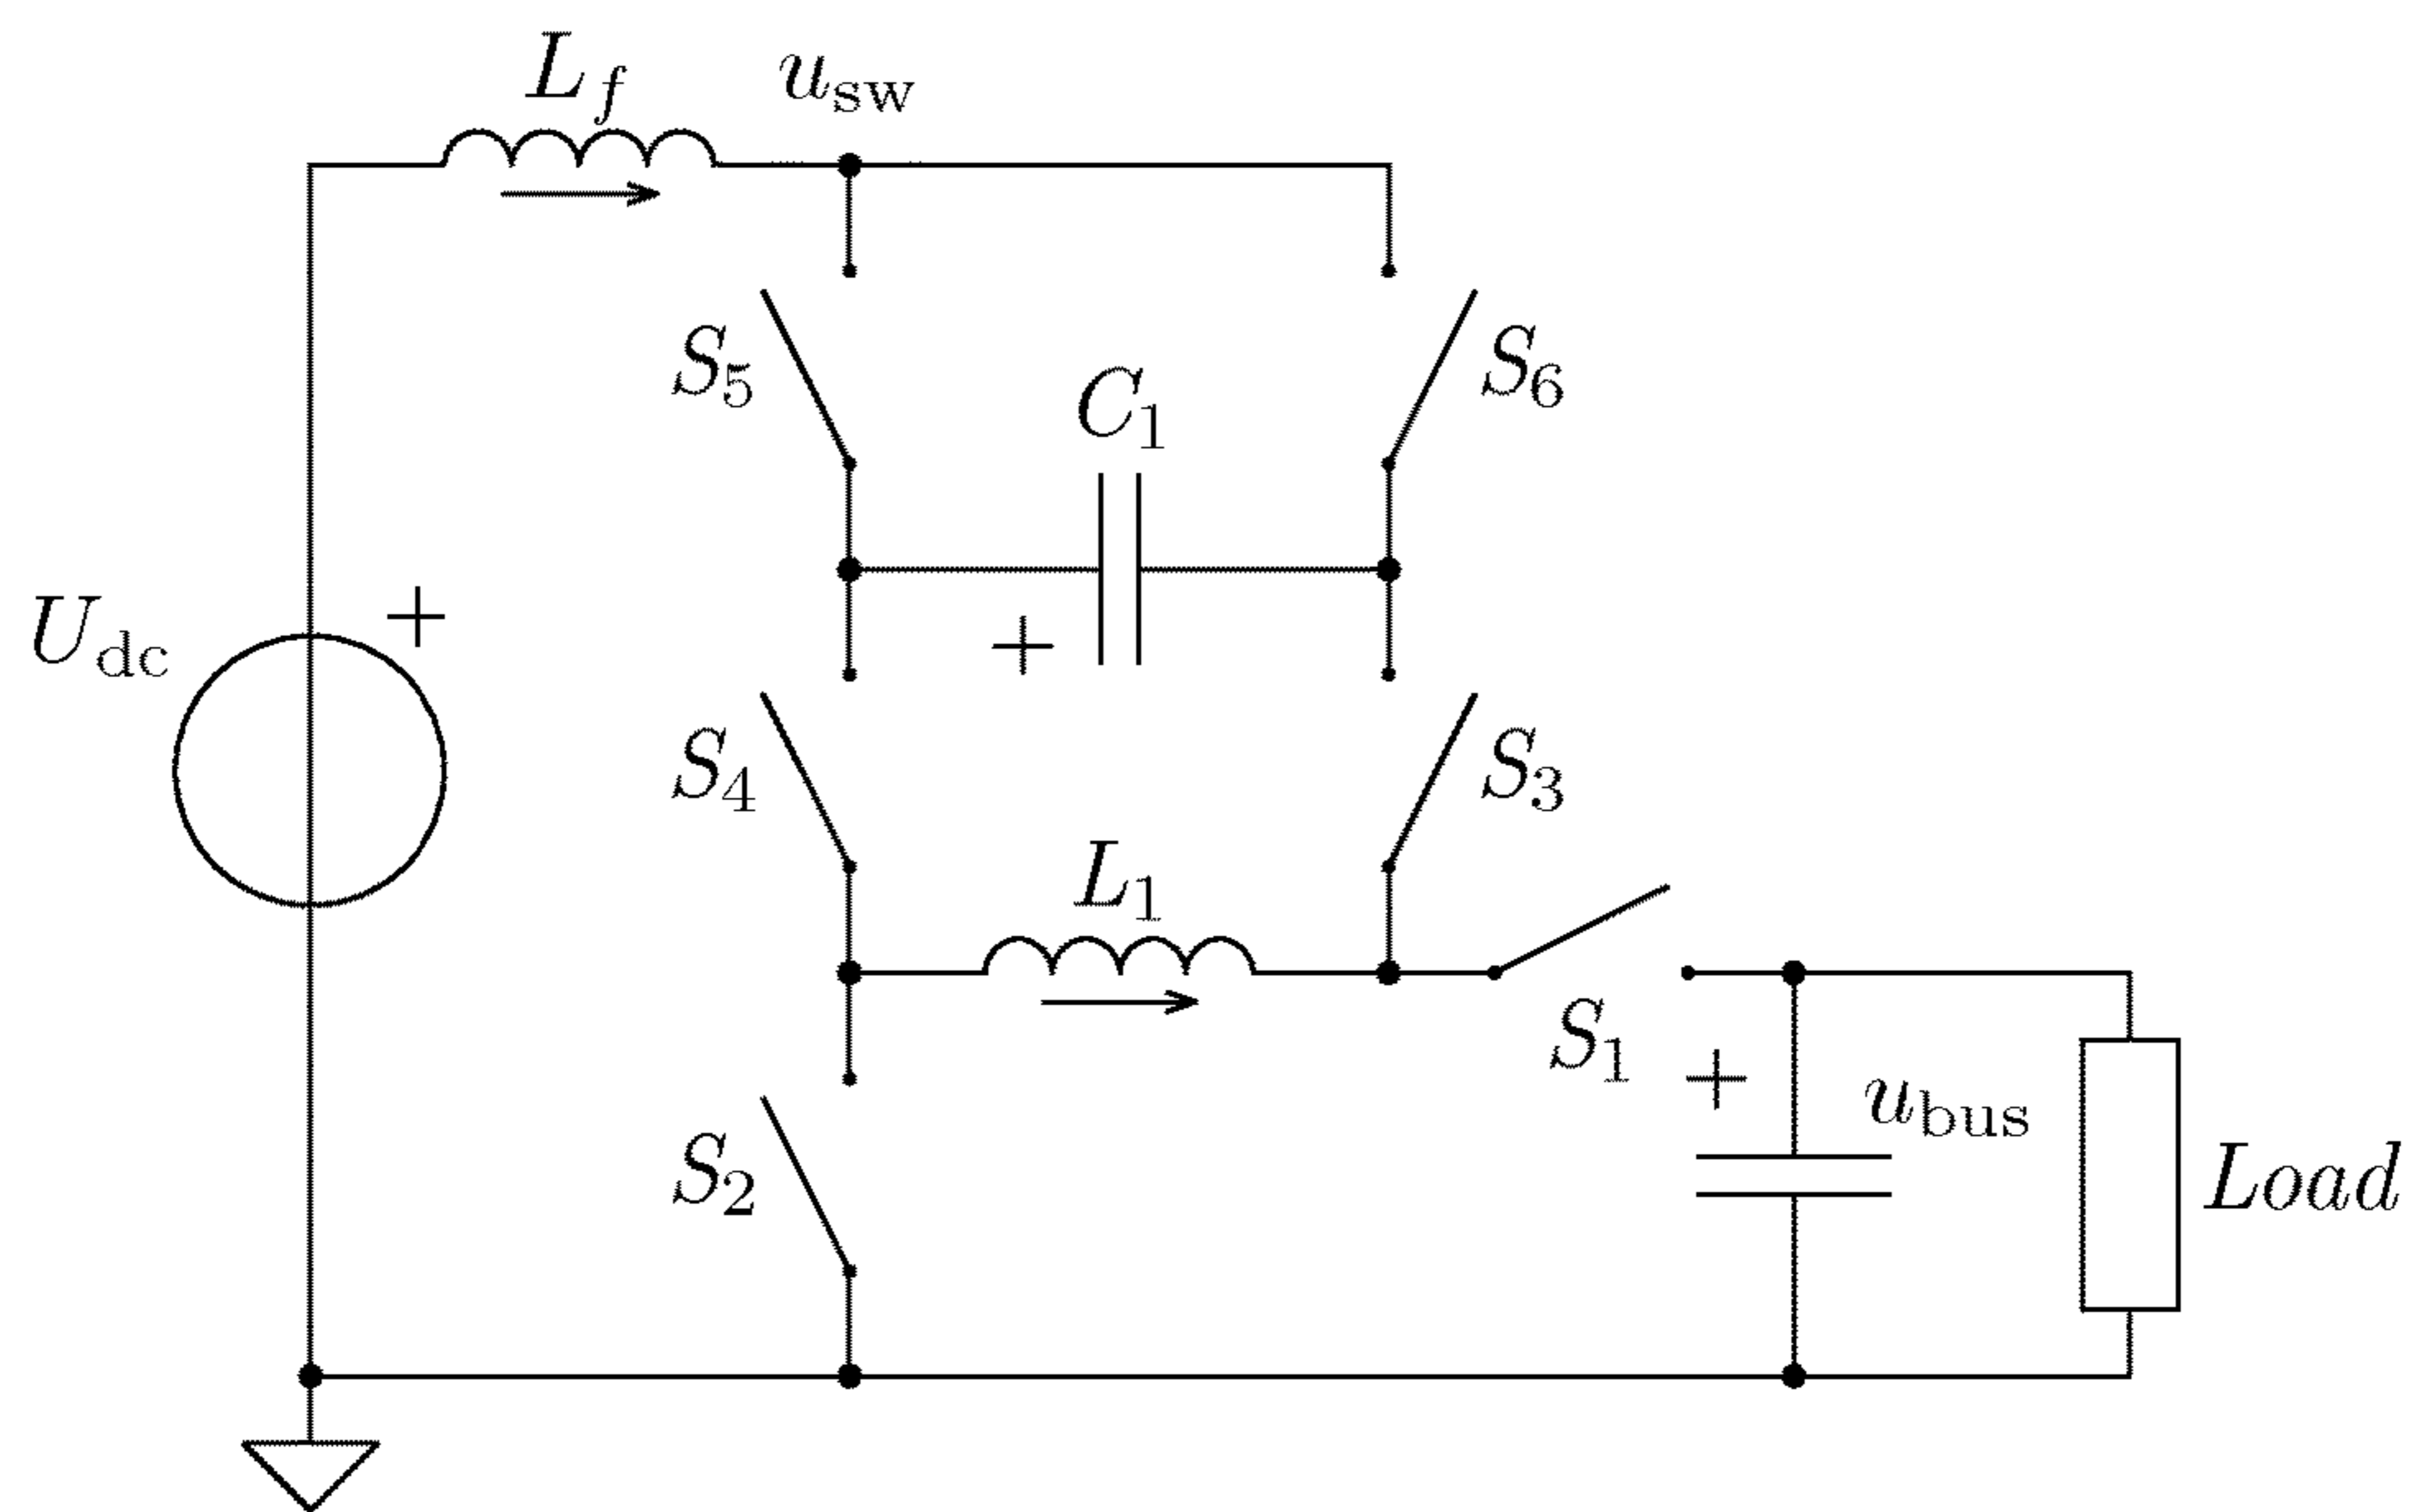 L_f
u_sw
S_5
S_6
C_1
+
U_dc
+
S_4
S_3
L_1
S_1
+
u_bus
S_2
Load